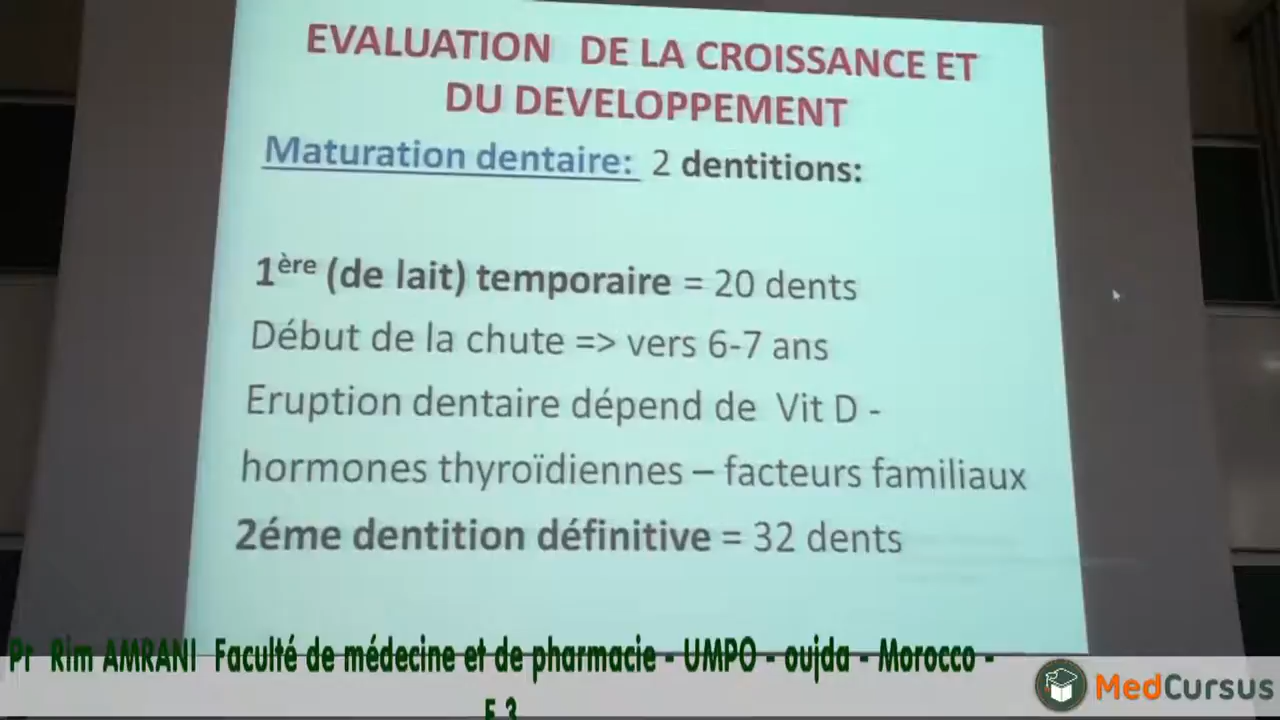 EVALUATION DE LA CROISSANCE ET
DU DEVELOPPEMENT
Maturation dentaire: 2 dentitions:
1ère (de lait) temporaire = 20 dents
Début de la chute => vers 6-7 ans
Eruption dentaire dépend de Vit D -
hormones thyroïdiennes – facteurs familiaux
2éme dentition définitive = 32 dents
Pr Rim AMRANI Faculté de médecine et de pharmacie - UMPO - oujda - Morocco -
MedCursus